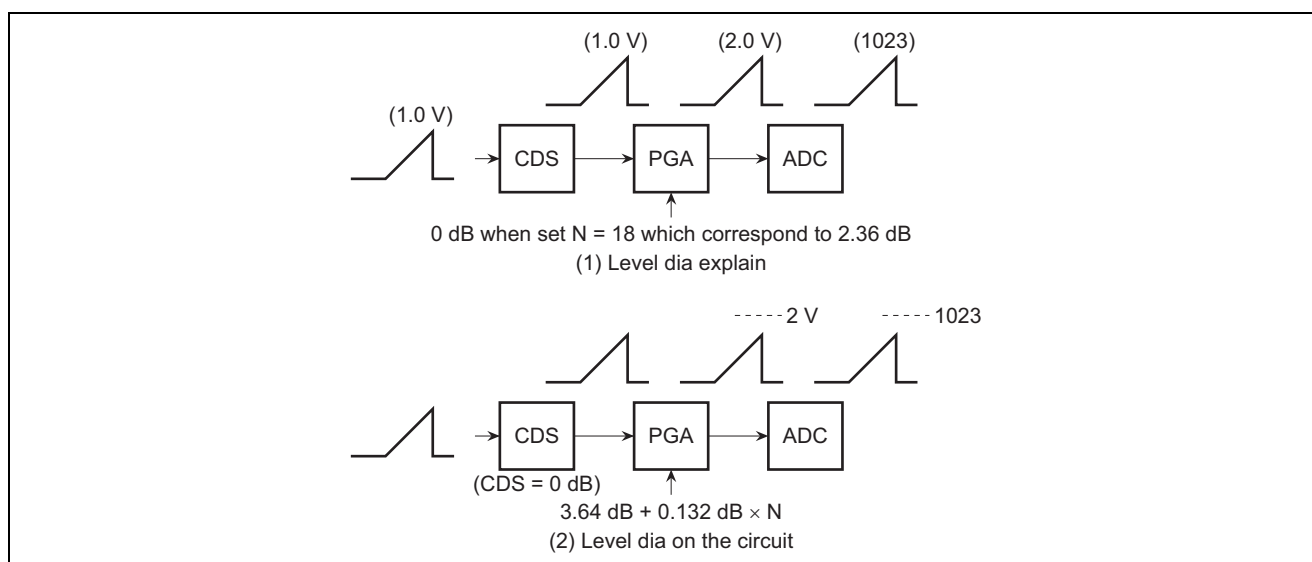 (1.0 V) (2.0 V) (1023)
(1.0 V)
CDS PGA ADC
0 dB when set N = 18 which correspond to 2.36 dB
(1) Level dia explain
2 V 1023
CDS PGA ADC
(CDS = 0 dB)
3.64 dB + 0.132 dB × N
(2) Level dia on the circuit